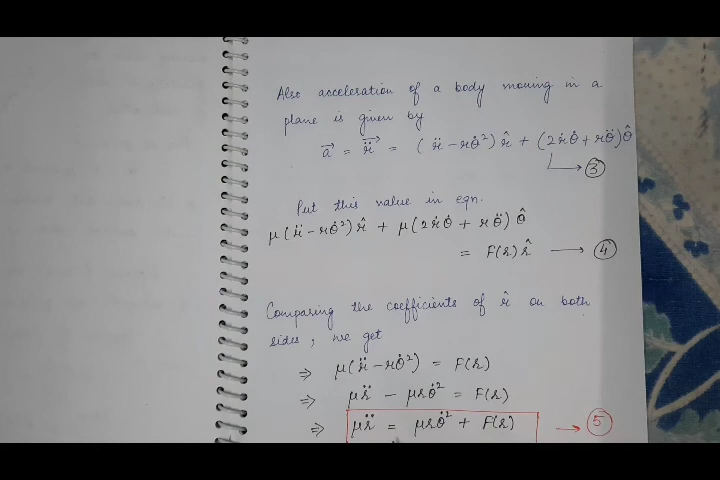 Also acceleration of a body moving in a
plane is given by
a⃗ = r̈⃗ = (r̈ - rθ̇²) r̂ + (2ṙθ̇ + rθ̈) θ̂
→ ③
Put this value in eqn.
μ(r̈ - rθ̇²) r̂ + μ(2ṙθ̇ + rθ̈) θ̂
= F(r) r̂ → ④
Comparing the coefficients of r̂ on both
sides, we get
⇒ μ(r̈ - rθ̇²) = F(r)
⇒ μr̈ - μrθ̇² = F(r)
⇒ μr̈ = μrθ̇² + F(r) → ⑤